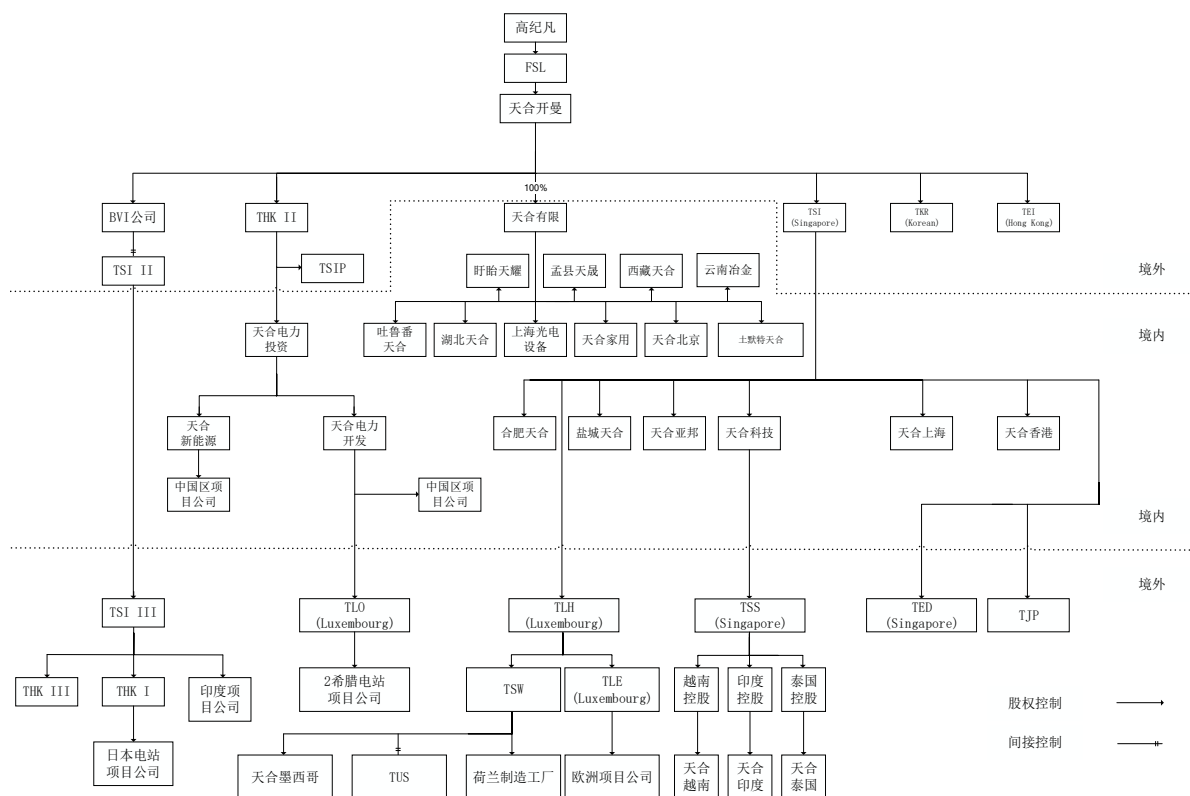 高纪凡
FSL
天合开曼
100%
BVI公司
THK II
天合有限
TSI
(Singapore)
TKR
(Korean)
TEI
(Hong Kong)
TSI II
TSIP
盱眙天耀
孟县天晟
西藏天合
云南冶金
境外
天合电力
投资
吐鲁番
天合
湖北天合
上海光电
设备
天合家用
天合北京
土默特天合
境内
天合
新能源
天合电力
开发
合肥天合
盐城天合
天合亚邦
天合科技
天合上海
天合香港
中国区项
目公司
中国区项
目公司
境内
境外
TSI III
TLO
(Luxembourg)
TLH
(Luxembourg)
TSS
(Singapore)
TED
(Singapore)
TJP
THK III
THK I
印度项
目公司
2希腊电站
项目公司
TSW
TLE
(Luxembourg)
越南
控股
印度
控股
泰国
控股
股权控制
间接控制
日本电站
项目公司
天合墨西哥
TUS
荷兰制造工厂
欧洲项目公司
天合
越南
天合
印度
天合
泰国